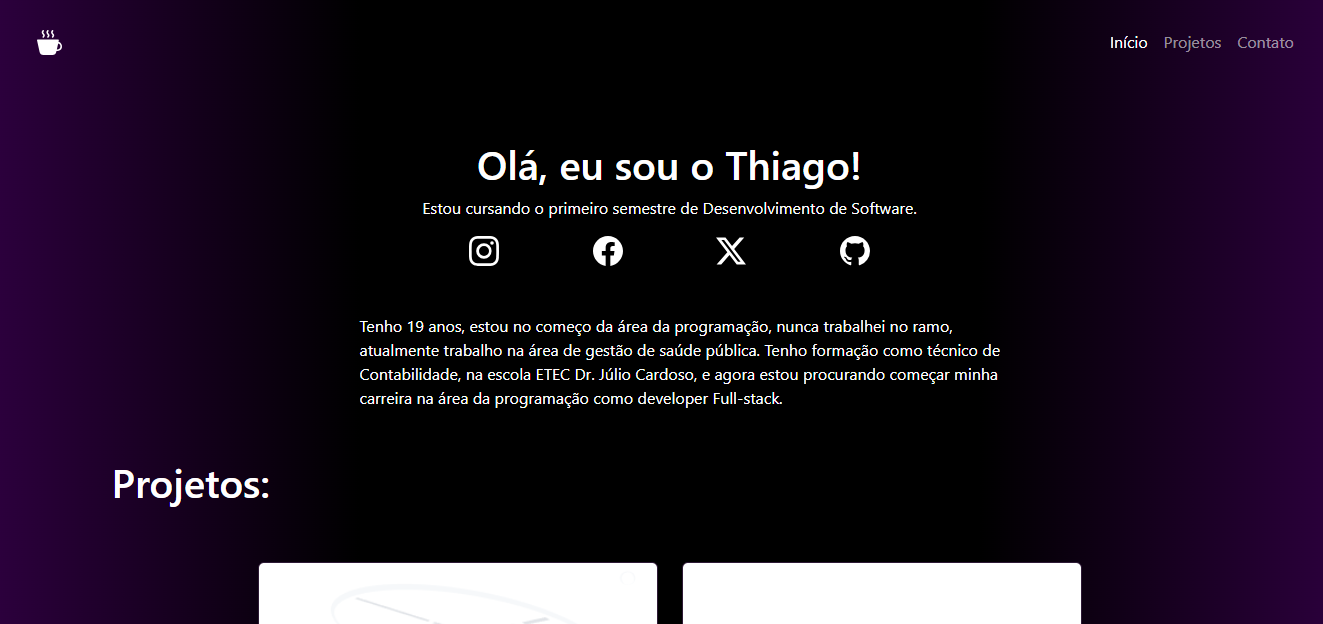 Início Projetos Contato
Olá, eu sou o Thiago!
Estou cursando o primeiro semestre de Desenvolvimento de Software.
Tenho 19 anos, estou no começo da área da programação, nunca trabalhei no ramo,
atualmente trabalho na área de gestão de saúde pública. Tenho formação como técnico de
Contabilidade, na escola ETEC Dr. Júlio Cardoso, e agora estou procurando começar minha
carreira na área da programação como developer Full-stack.
Projetos: